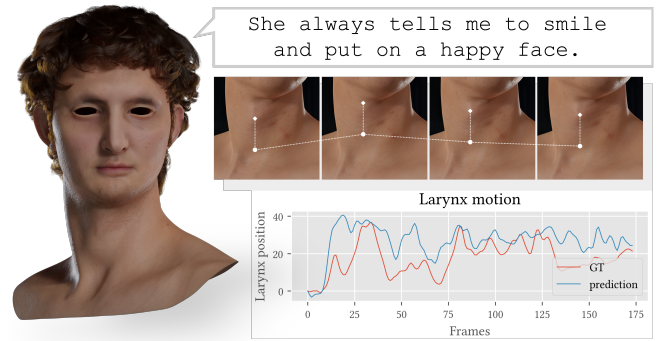 She always tells me to smile
and put on a happy face.
Larynx motion
Larynx position
40
20
0
GT
prediction
0
25
50
75
100
125
150
175
Frames